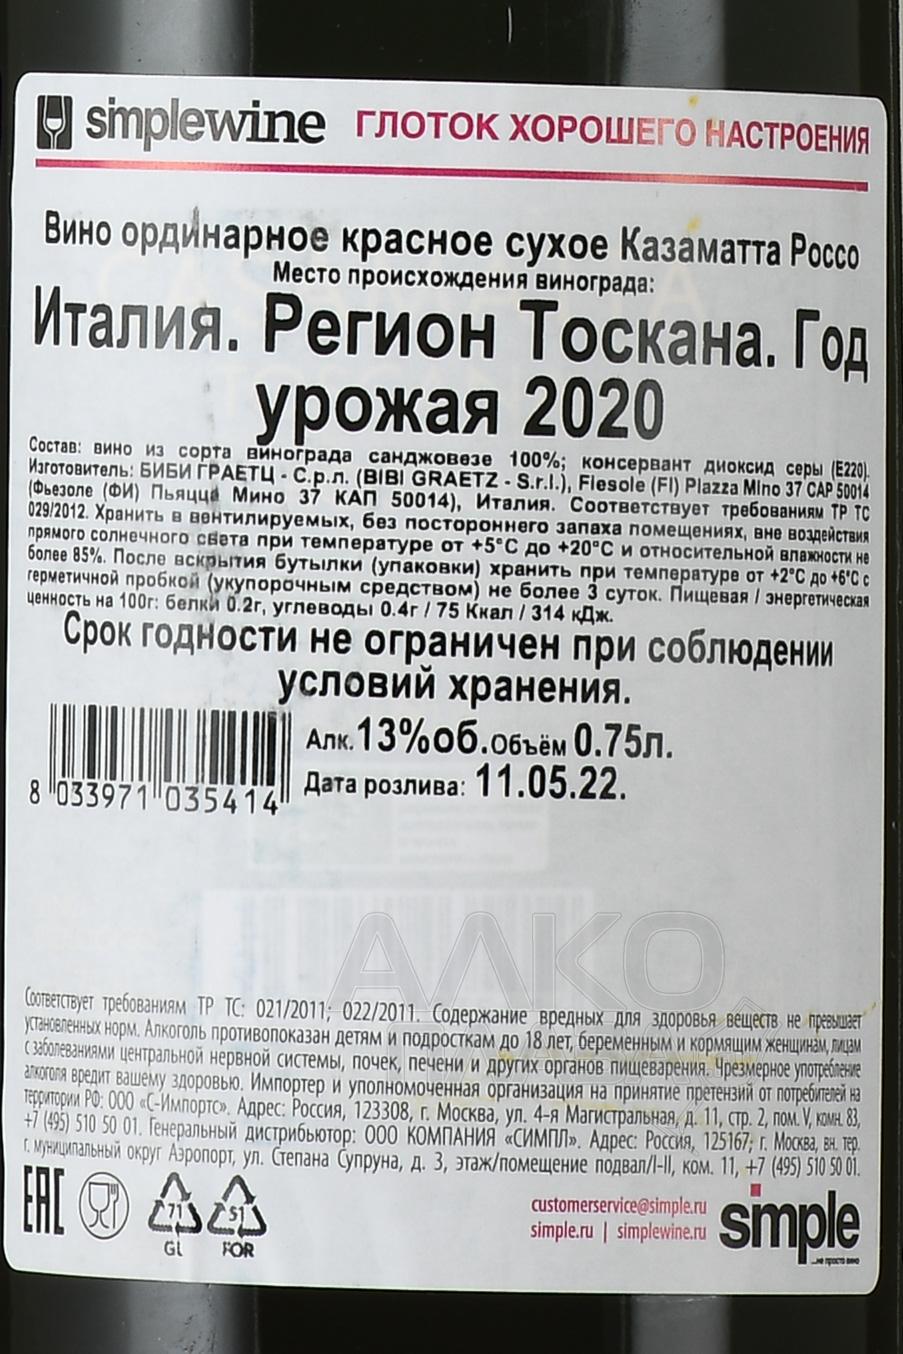 simplewine ГЛОТОК ХОРОШЕГО НАСТРОЕНИЯ
Вино ординарное красное сухое Казаматта Россо
Место происхождения винограда:
Италия. Регион Тоскана. Год
урожая 2020
Состав: вино из сорта винограда санджовезе 100%; консервант диоксид серы (Е220).
Изготовитель: БИБИ ГРАЕТЦ - С.р.л. (BIBI GRAETZ - S.r.l.), Fiesole (FI) Piazza Mino 37 CAP 50014
(Фьезоле (ФИ) Пьяцца Мино 37 КАП 50014), Италия. Соответствует требованиям ТР ТС
029/2012. Хранить в вентилируемых, без постороннего запаха помещениях, вне воздействия
прямого солнечного света при температуре от +5°С до +20°С и относительной влажности не
более 85%. После вскрытия бутылки (упаковки) хранить при температуре от +2°С до +6°С с
герметичной пробкой (укупорочным средством) не более 3 суток. Пищевая / энергетическая
ценность на 100г: белки 0.2г, углеводы 0.4г / 75 Ккал / 314 кДж.
Срок годности не ограничен при соблюдении
условий хранения.
Алк. 13%об. Объём 0.75л.
Дата розлива: 11.05.22.
8 033971 035414
АЛКО
Соответствует требованиям ТР ТС: 021/2011; 022/2011. Содержание вредных для здоровья веществ не превышает
установленных норм. Алкоголь противопоказан детям и подросткам до 18 лет, беременным и кормящим женщинам, лицам
с заболеваниями центральной нервной системы, почек, печени и других органов пищеварения. Чрезмерное употребление
алкоголя вредит вашему здоровью. Импортер и уполномоченная организация на принятие претензий от потребителей на
территории РФ: ООО «С-Импортс». Адрес: Россия, 123308, г. Москва, ул. 4-я Магистральная, д. 11, стр. 2, пом. V, комн. 83,
+7 (495) 510 50 01. Генеральный дистрибьютор: ООО КОМПАНИЯ «СИМПЛ». Адрес: Россия, 125167, г. Москва, вн. тер.
г. муниципальный округ Аэропорт, ул. Степана Супруна, д. 3, этаж/помещение подвал/I-II, ком. 11, +7 (495) 510 50 01.
EAC 71 51
GL FOR
customerservice@simple.ru
simple.ru | simplewine.ru
simple
...не просто вино